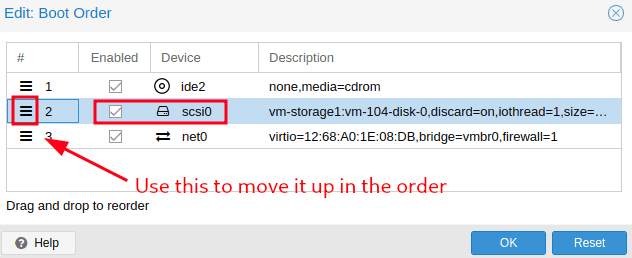 Edit: Boot Order
# Enabled Device Description
1 ide2 none,media=cdrom
2 scsi0 vm-storage1:vm-104-disk-0,discard=on,iothread=1,size=...
3 net0 virtio=12:68:A0:1E:08:DB,bridge=vmbr0,firewall=1
Use this to move it up in the order
Drag and drop to reorder
? Help OK Reset